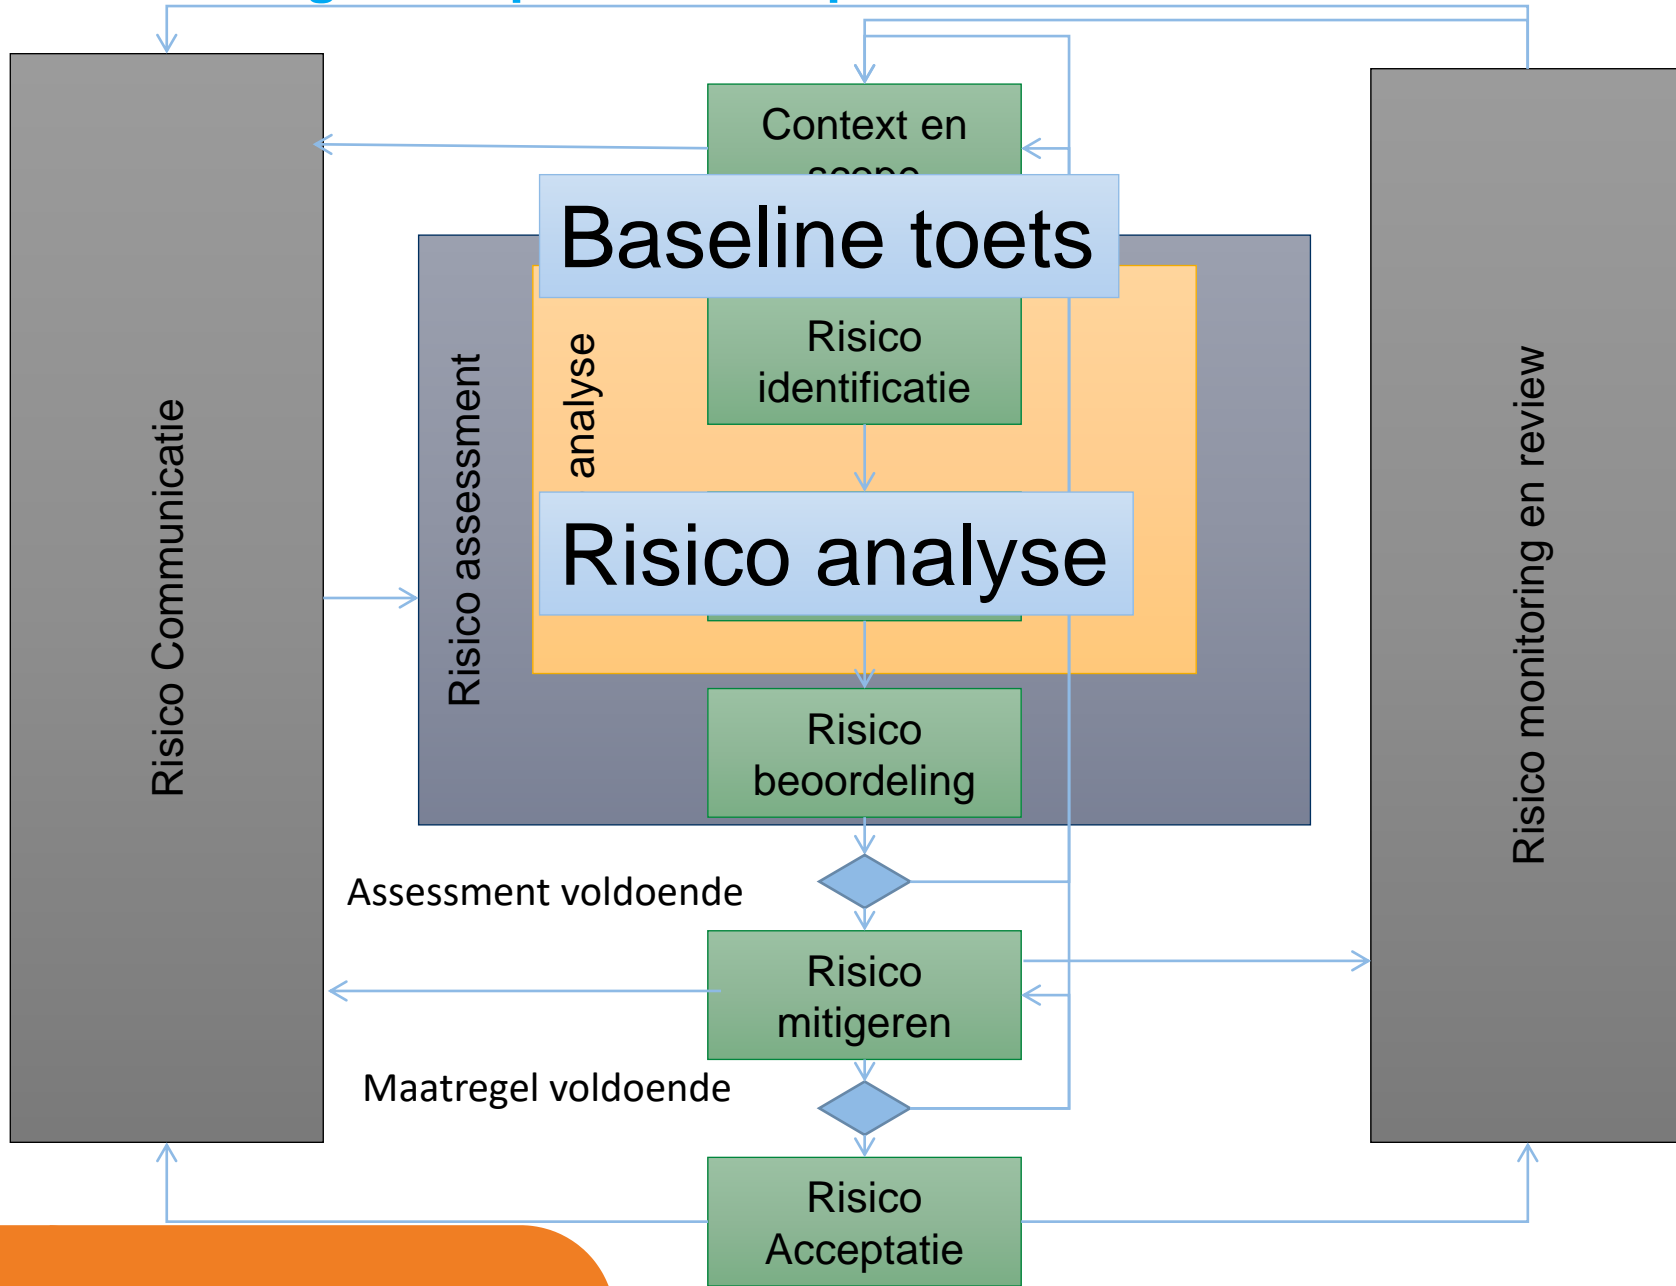 Context en
scope
Baseline toets
Risico
identificatie
analyse
Risico assessment
Risico analyse
Risico Communicatie
Risico monitoring en review
Risico
beoordeling
Assessment voldoende
Risico
mitigeren
Maatregel voldoende
Risico
Acceptatie